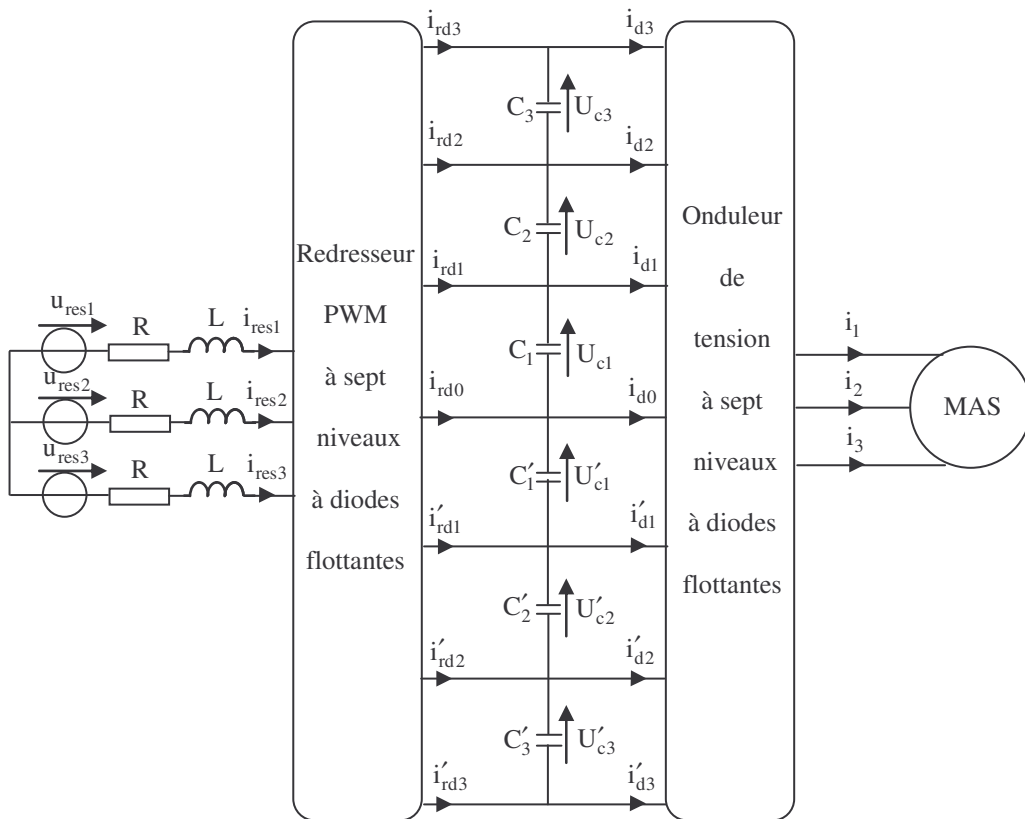 i_rd3
i_d3
C_3
U_c3
i_rd2
i_d2
C_2
U_c2
i_rd1
i_d1
C_1
U_c1
i_rd0
i_d0
C'_1
U'_c1
i'_rd1
i'_d1
C'_2
U'_c2
i'_rd2
i'_d2
C'_3
U'_c3
i'_rd3
i'_d3
Redresseur
PWM
à sept
niveaux
à diodes
flottantes
Onduleur
de
tension
à sept
niveaux
à diodes
flottantes
u_res1
R
L
i_res1
u_res2
R
L
i_res2
u_res3
R
L
i_res3
i_1
i_2
i_3
MAS